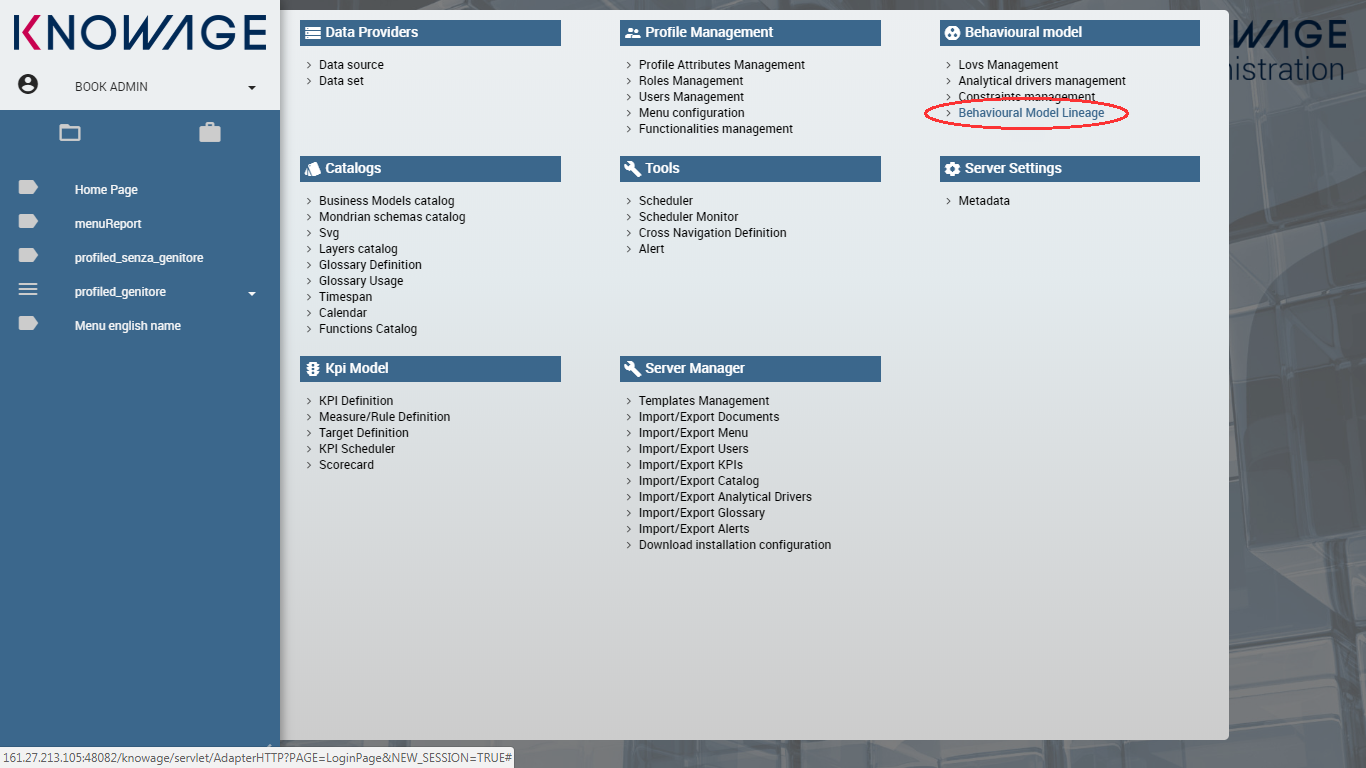 KNOWAGE
BOOK ADMIN
Home Page
menuReport
profiled_senza_genitore
profiled_genitore
Menu english name
Data Providers
Data source
Data set
Profile Management
Profile Attributes Management
Roles Management
Users Management
Menu configuration
Functionalities management
Behavioural model
Lovs Management
Analytical drivers management
Constraints management
Behavioural Model Lineage
Catalogs
Business Models catalog
Mondrian schemas catalog
Svg
Layers catalog
Glossary Definition
Glossary Usage
Timespan
Calendar
Functions Catalog
Tools
Scheduler
Scheduler Monitor
Cross Navigation Definition
Alert
Server Settings
Metadata
Kpi Model
KPI Definition
Measure/Rule Definition
Target Definition
KPI Scheduler
Scorecard
Server Manager
Templates Management
Import/Export Documents
Import/Export Menu
Import/Export Users
Import/Export KPIs
Import/Export Catalog
Import/Export Analytical Drivers
Import/Export Glossary
Import/Export Alerts
Download installation configuration
WAGE
istration
161.27.213.105:48082/knowage/servlet/AdapterHTTP?PAGE=LoginPage&NEW_SESSION=TRUE#